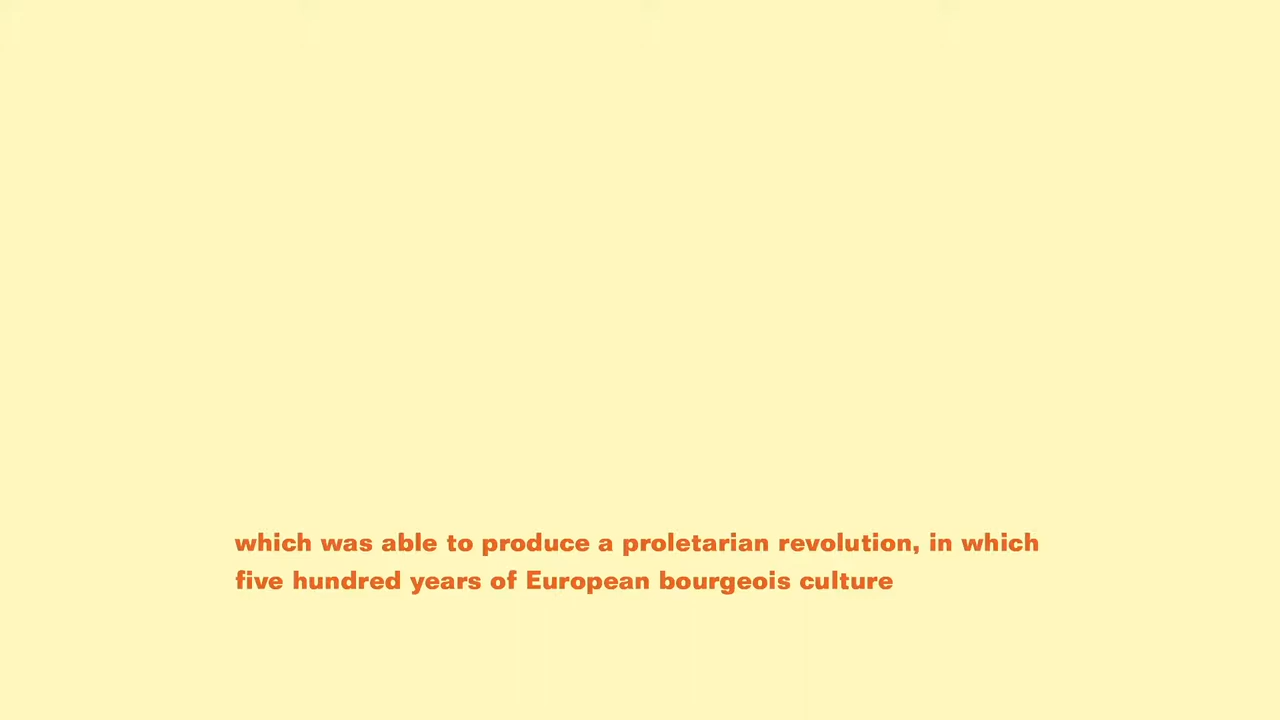 which was able to produce a proletarian revolution, in which
five hundred years of European bourgeois culture